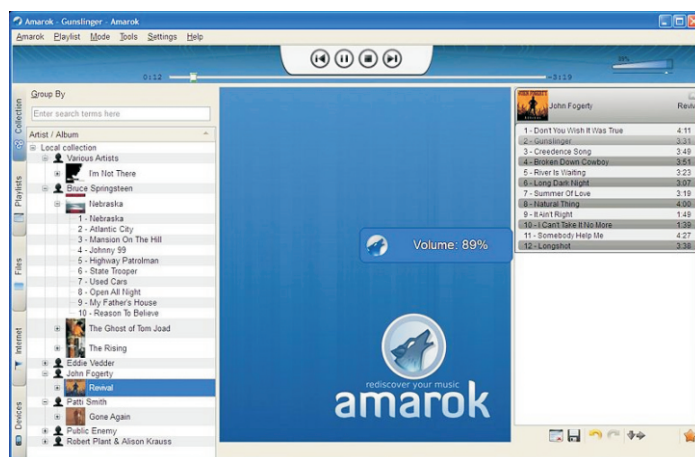 Amarok - Gunslinger - Amarok
Amarok Playlist Mode Tools Settings Help
0:12
-3:19
Collection
Playlists
Files
Internet
Devices
Group By
Enter search terms here
Artist / Album
Local collection
Various Artists
I'm Not There
Bruce Springsteen
Nebraska
1 - Nebraska
2 - Atlantic City
3 - Mansion On The Hill
4 - Johnny 99
5 - Highway Patrolman
6 - State Trooper
7 - Used Cars
8 - Open All Night
9 - My Father's House
10 - Reason To Believe
The Ghost of Tom Joad
The Rising
Eddie Vedder
John Fogerty
Revival
Patti Smith
Gone Again
Public Enemy
Robert Plant & Alison Krauss
Volume: 89%
rediscover your music
amarok
John Fogerty Reviv
1 - Don't You Wish It Was True 4:11
2 - Gunslinger 3:31
3 - Creedence Song 3:49
4 - Broken Down Cowboy 3:51
5 - River Is Waiting 3:23
6 - Long Dark Night 3:07
7 - Summer Of Love 3:19
8 - Natural Thing 4:00
9 - It Ain't Right 1:49
10 - I Can't Take It No More 1:39
11 - Somebody Help Me 4:27
12 - Longshot 3:38